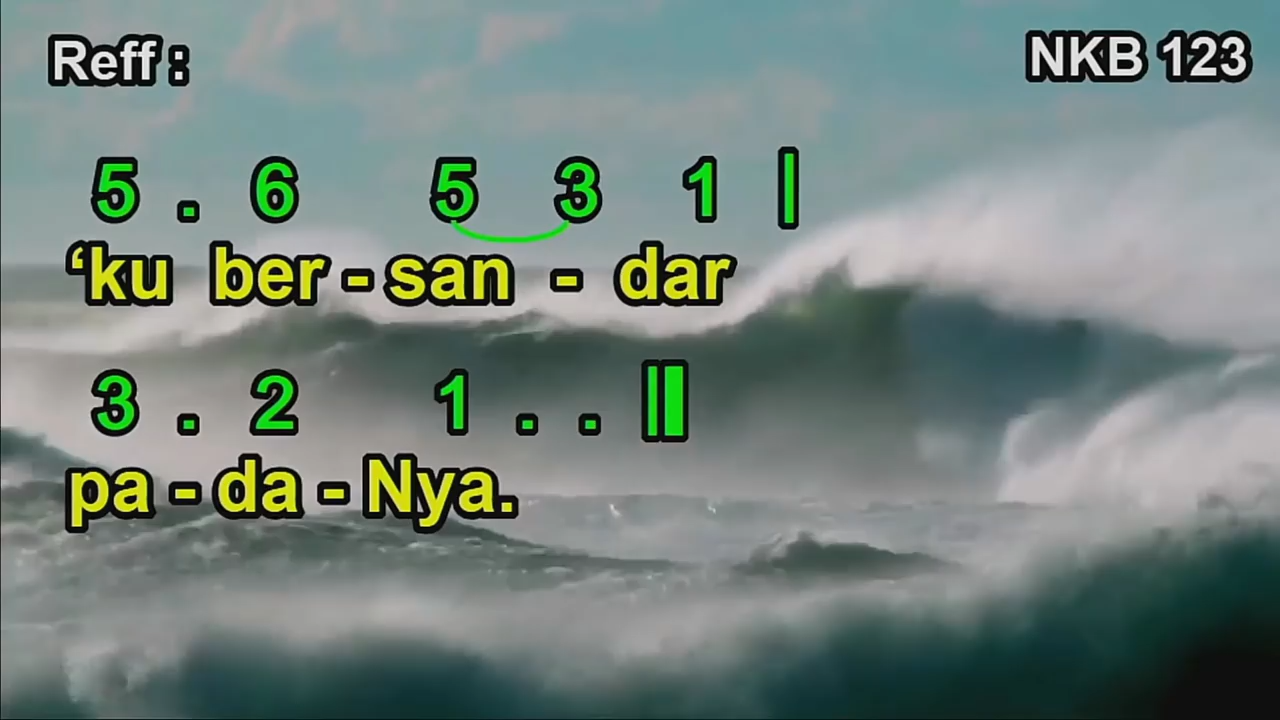 Reff :
NKB 123
5 . 6 5 3 1 |
‘ku ber - san - dar
3 . 2 1 . . ||
pa - da - Nya.